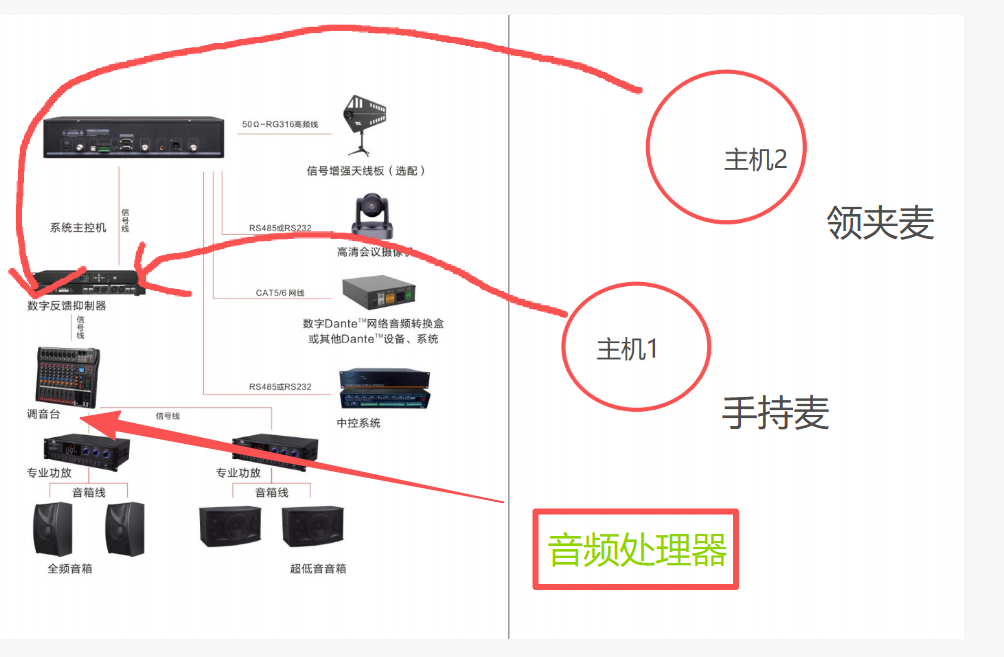 50Ω-RG316高频线
信号增强天线板（选配）
系统主控机
信号线
RS485或RS232
高清会议摄像
数字反馈抑制器
CAT5/6网线
数字Dante™网络音频转换盒
或其他Dante™设备、系统
信号线
RS485或RS232
中控系统
调音台
信号线
专业功放
专业功放
音箱线
音箱线
全频音箱
超低音音箱
主机2
领夹麦
主机1
手持麦
音频处理器